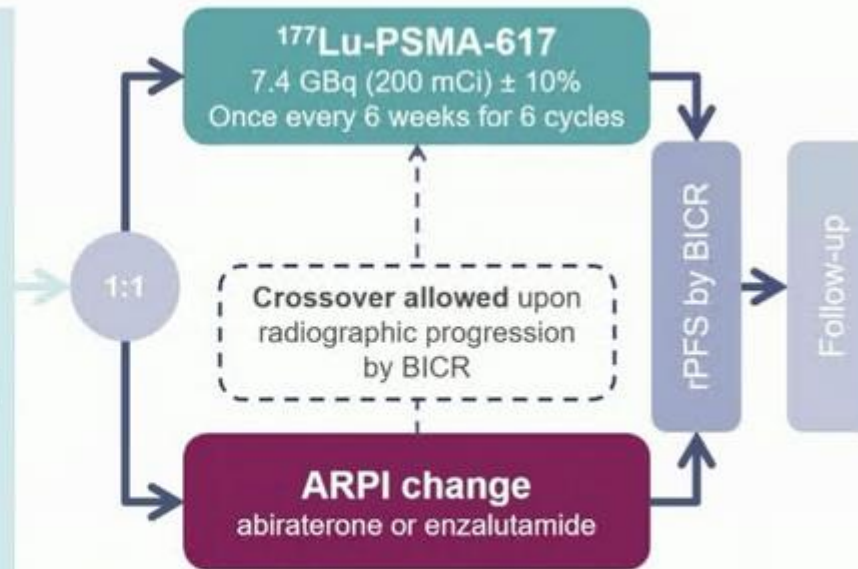 ¹⁷⁷Lu-PSMA-617
7.4 GBq (200 mCi) ± 10%
Once every 6 weeks for 6 cycles
1:1
Crossover allowed upon
radiographic progression
by BICR
ARPI change
abiraterone or enzalutamide
rPFS by BICR
Follow-up